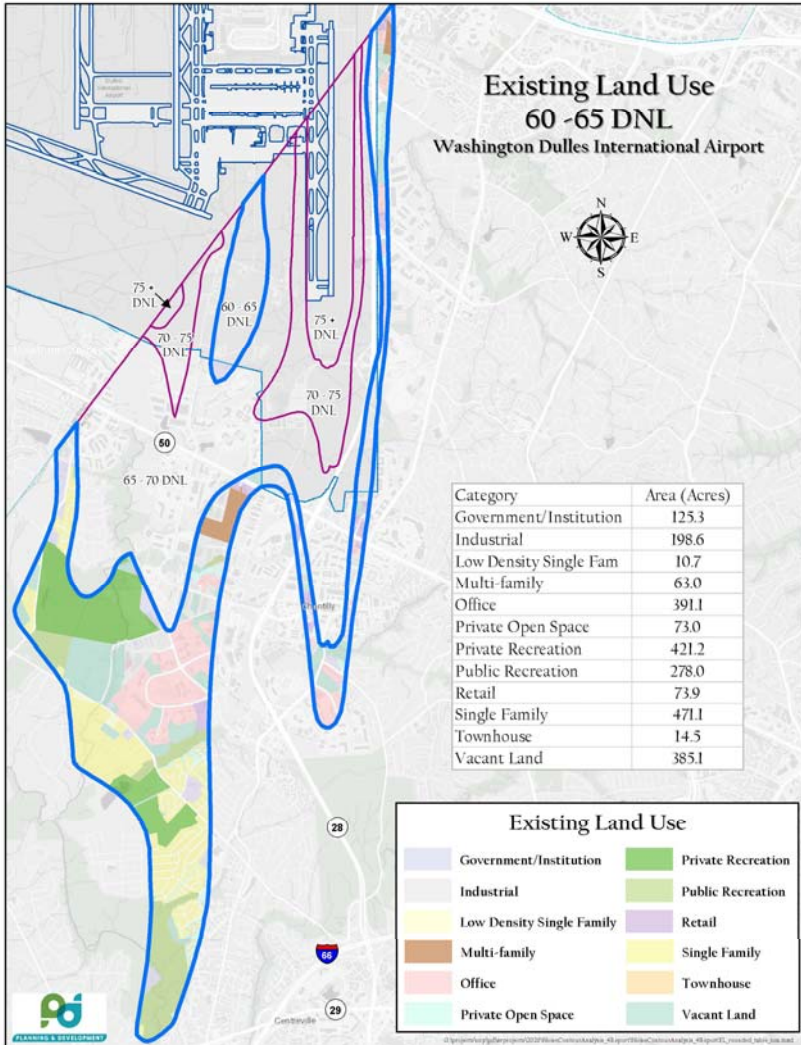 Existing Land Use
60 -65 DNL
Washington Dulles International Airport
N
W
E
S
Dulles
International
Airport
75 +
DNL
70 - 75
DNL
60 - 65
DNL
75 +
DNL
70 - 75
DNL
50
65 - 70 DNL
Chantilly
28
66
29
Centreville
Category Area (Acres)
Government/Institution 125.3
Industrial 198.6
Low Density Single Fam 10.7
Multi-family 63.0
Office 391.1
Private Open Space 73.0
Private Recreation 421.2
Public Recreation 278.0
Retail 73.9
Single Family 471.1
Townhouse 14.5
Vacant Land 385.1
Existing Land Use
Government/Institution
Industrial
Low Density Single Family
Multi-family
Office
Private Open Space
Private Recreation
Public Recreation
Retail
Single Family
Townhouse
Vacant Land
PLANNING & DEVELOPMENT